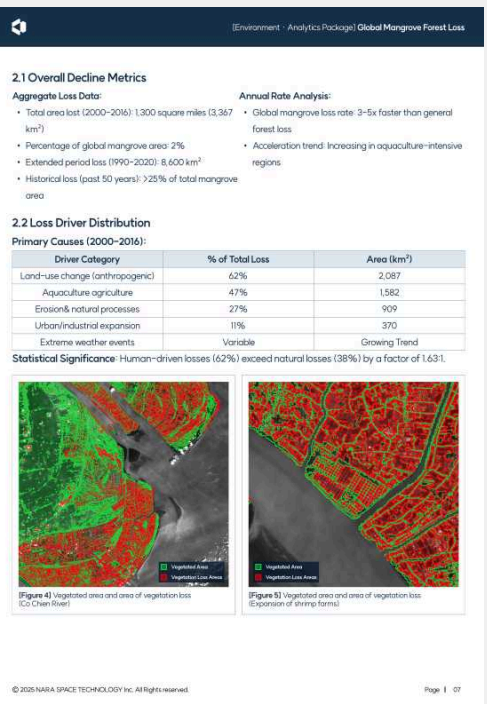 [Environment · Analytics Package] Global Mangrove Forest Loss
2.1 Overall Decline Metrics
Aggregate Loss Data:
• Total area lost (2000-2016): 1,300 square miles (3,367
km²)
• Percentage of global mangrove area: 2%
• Extended period loss (1990-2020): 8,600 km²
• Historical loss (past 50 years): >25% of total mangrove
area
Annual Rate Analysis:
• Global mangrove loss rate: 3-5x faster than general
forest loss
• Acceleration trend: Increasing in aquaculture-intensive
regions
2.2 Loss Driver Distribution
Primary Causes (2000-2016):
Driver Category % of Total Loss Area (km²)
Land-use change (anthropogenic) 62% 2,087
Aquaculture agriculture 47% 1,582
Erosion& natural processes 27% 909
Urban/industrial expansion 11% 370
Extreme weather events Variable Growing Trend
Statistical Significance: Human-driven losses (62%) exceed natural losses (38%) by a factor of 1.63:1.
Vegetated Area
Vegetation Loss Areas
[Figure 4] Vegetated area and area of vegetation loss
(Co Chien River)
Vegetated Area
Vegetation Loss Areas
[Figure 5] Vegetated area and area of vegetation loss
(Expansion of shrimp farms)
© 2025 NARA SPACE TECHNOLOGY Inc. All Rights reserved.
Page | 07